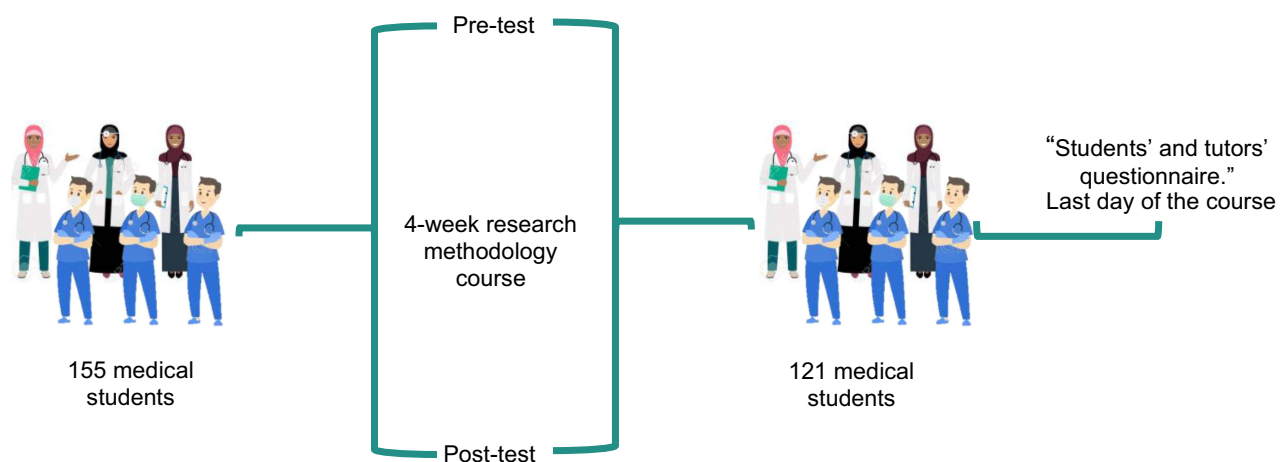 Pre-test
4-week research
methodology
course
Post-test
155 medical
students
121 medical
students
“Students’ and tutors’
questionnaire.”
Last day of the course